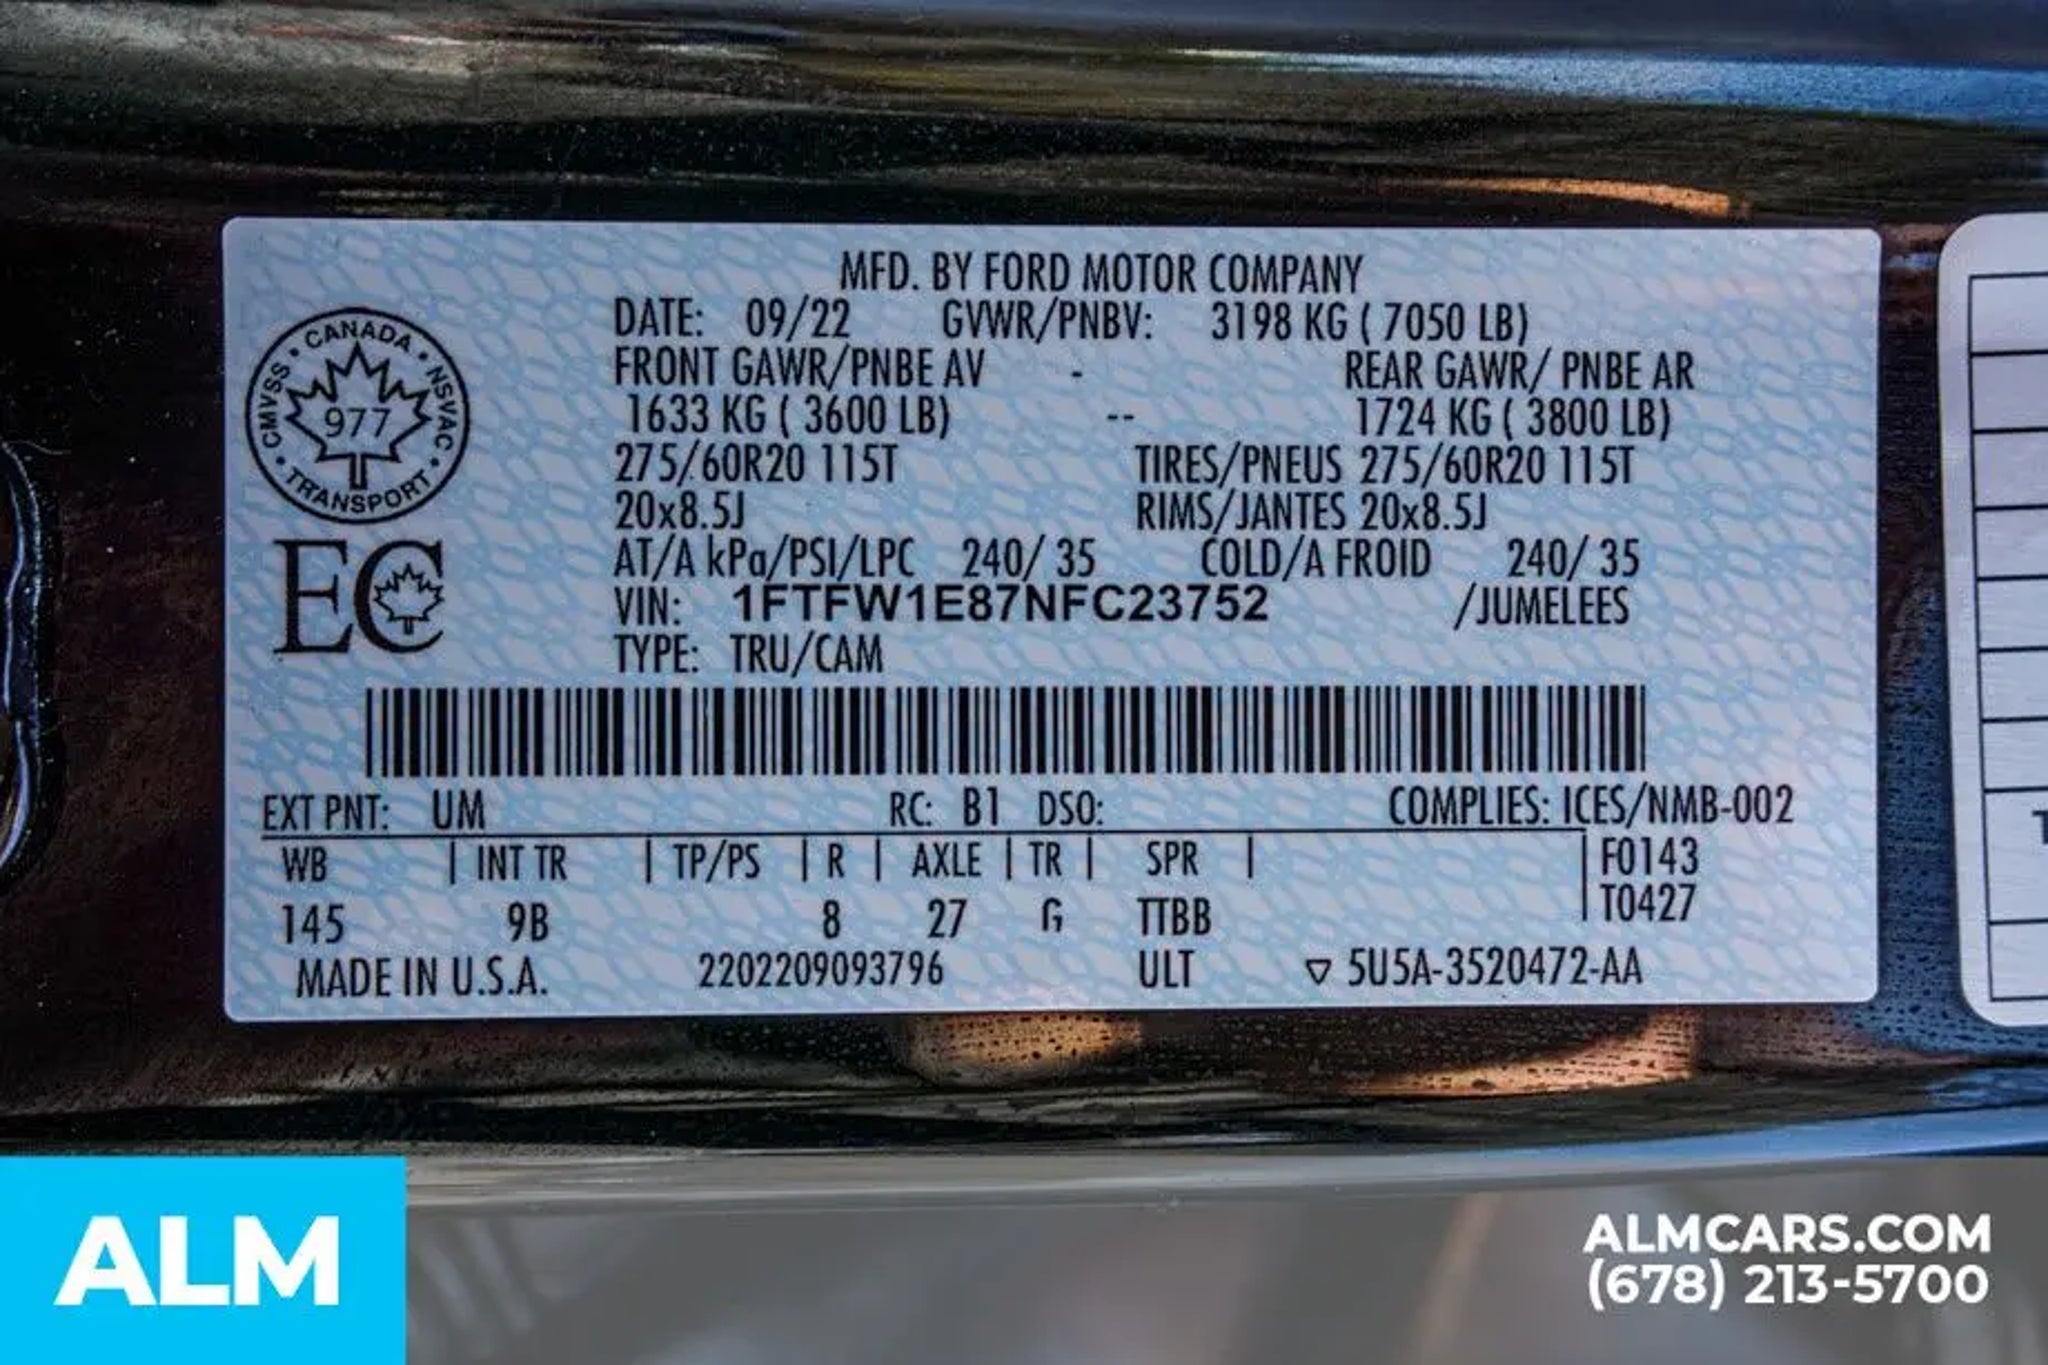 MFD. BY FORD MOTOR COMPANY
DATE: 09/22 GVWR/PNBV: 3198 KG ( 7050 LB)
FRONT GAWR/PNBE AV - REAR GAWR/ PNBE AR
1633 KG ( 3600 LB) -- 1724 KG ( 3800 LB)
275/60R20 115T TIRES/PNEUS 275/60R20 115T
20x8.5J RIMS/JANTES 20x8.5J
AT/A kPa/PSI/LPC 240/ 35 COLD/A FROID 240/ 35
VIN: 1FTFW1E87NFC23752 /JUMELEES
TYPE: TRU/CAM
CANADA • NSVAC • TRANSPORT • CMVSS •
977
EC
EXT PNT: UM RC: B1 DSO: COMPLIES: ICES/NMB-002
WB | INT TR | TP/PS | R | AXLE | TR | SPR | | F0143
T0427
145 9B 8 27 G TTBB
MADE IN U.S.A. 2202209093796 ULT ▽ 5U5A-3520472-AA
ALM
ALMCARS.COM
(678) 213-5700